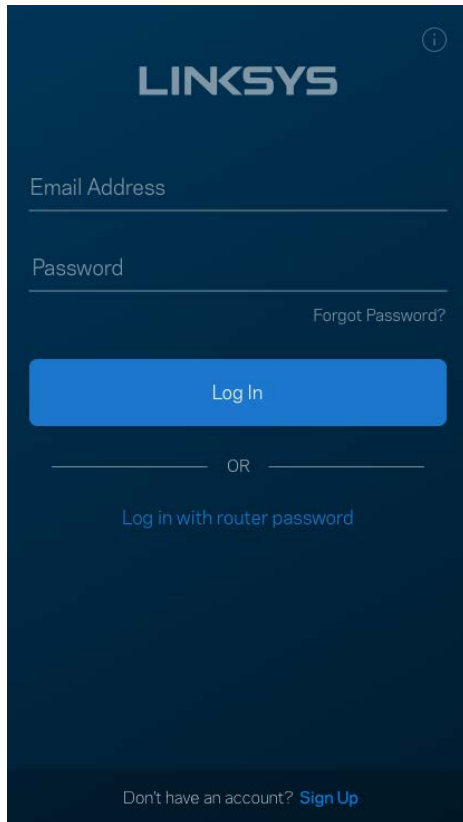 LINKSYS
Email Address
Password
Forgot Password?
Log In
OR
Log in with router password
Don't have an account? Sign Up